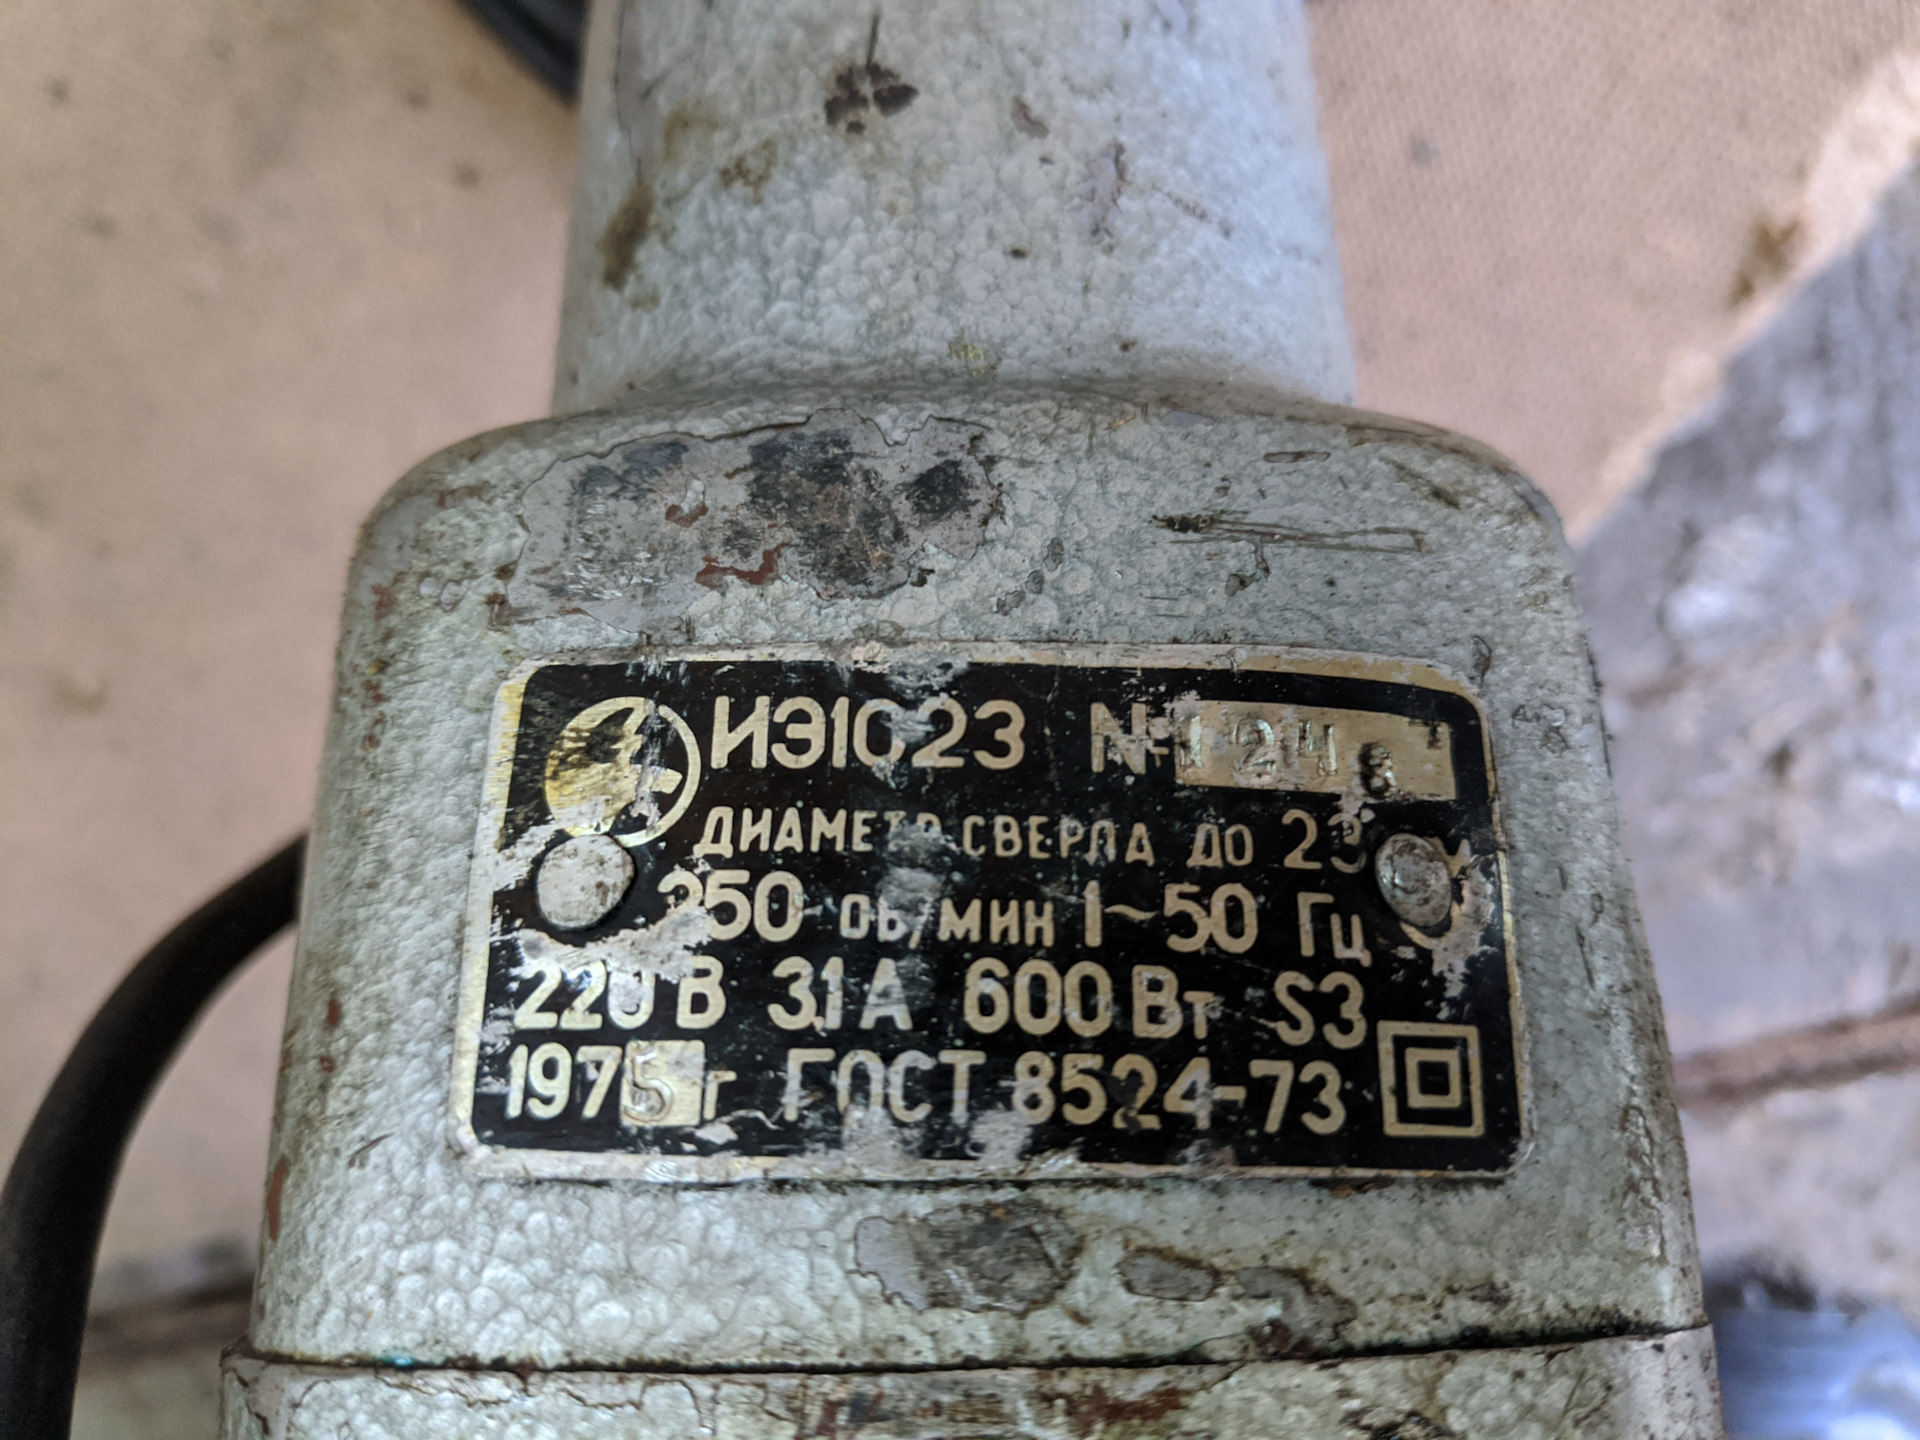 ИЭ1023 №
ДИАМЕТР СВЕРЛА ДО 23
250 об/мин 1~50 Гц
220 В 3,1 А 600 Вт S3
1975 г ГОСТ 8524-73